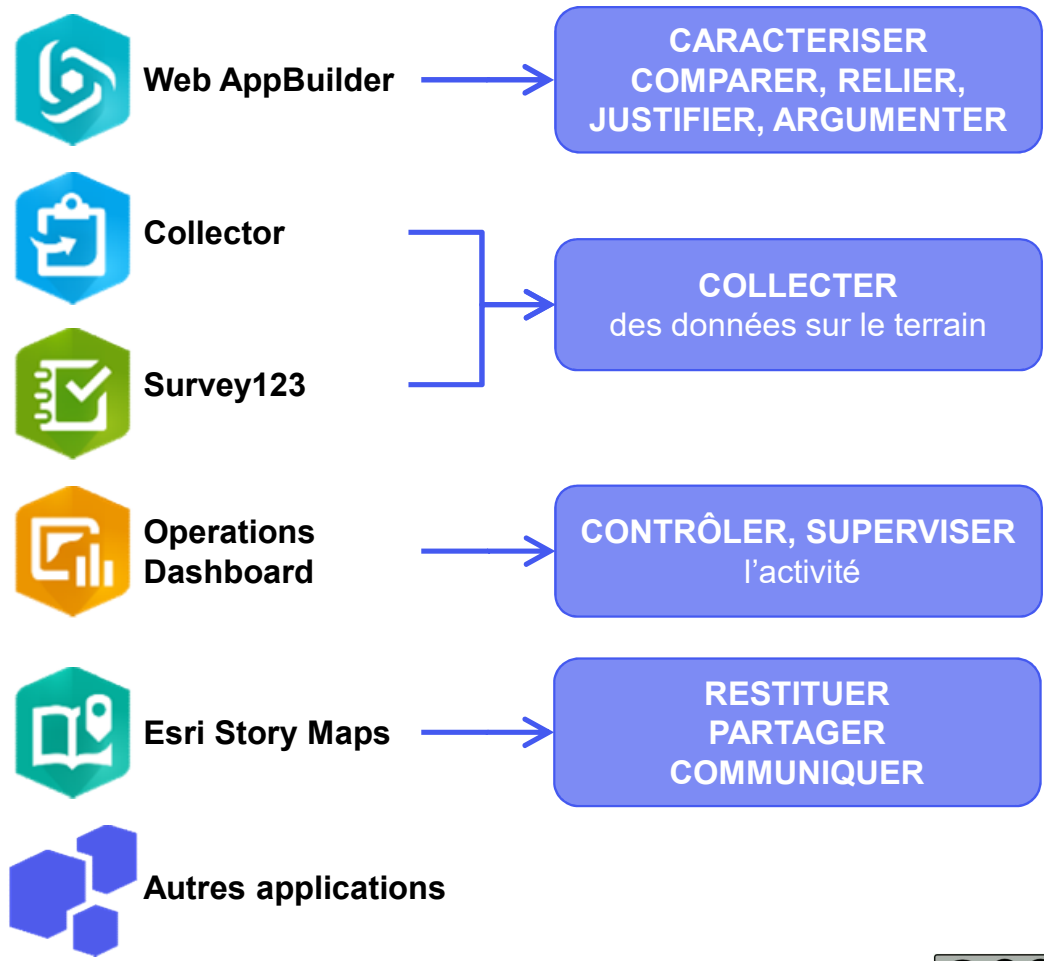 Web AppBuilder
CARACTERISER
COMPARER, RELIER,
JUSTIFIER, ARGUMENTER
Collector
Survey123
COLLECTER
des données sur le terrain
Operations
Dashboard
CONTRÔLER, SUPERVISER
l’activité
Esri Story Maps
RESTITUER
PARTAGER
COMMUNIQUER
Autres applications